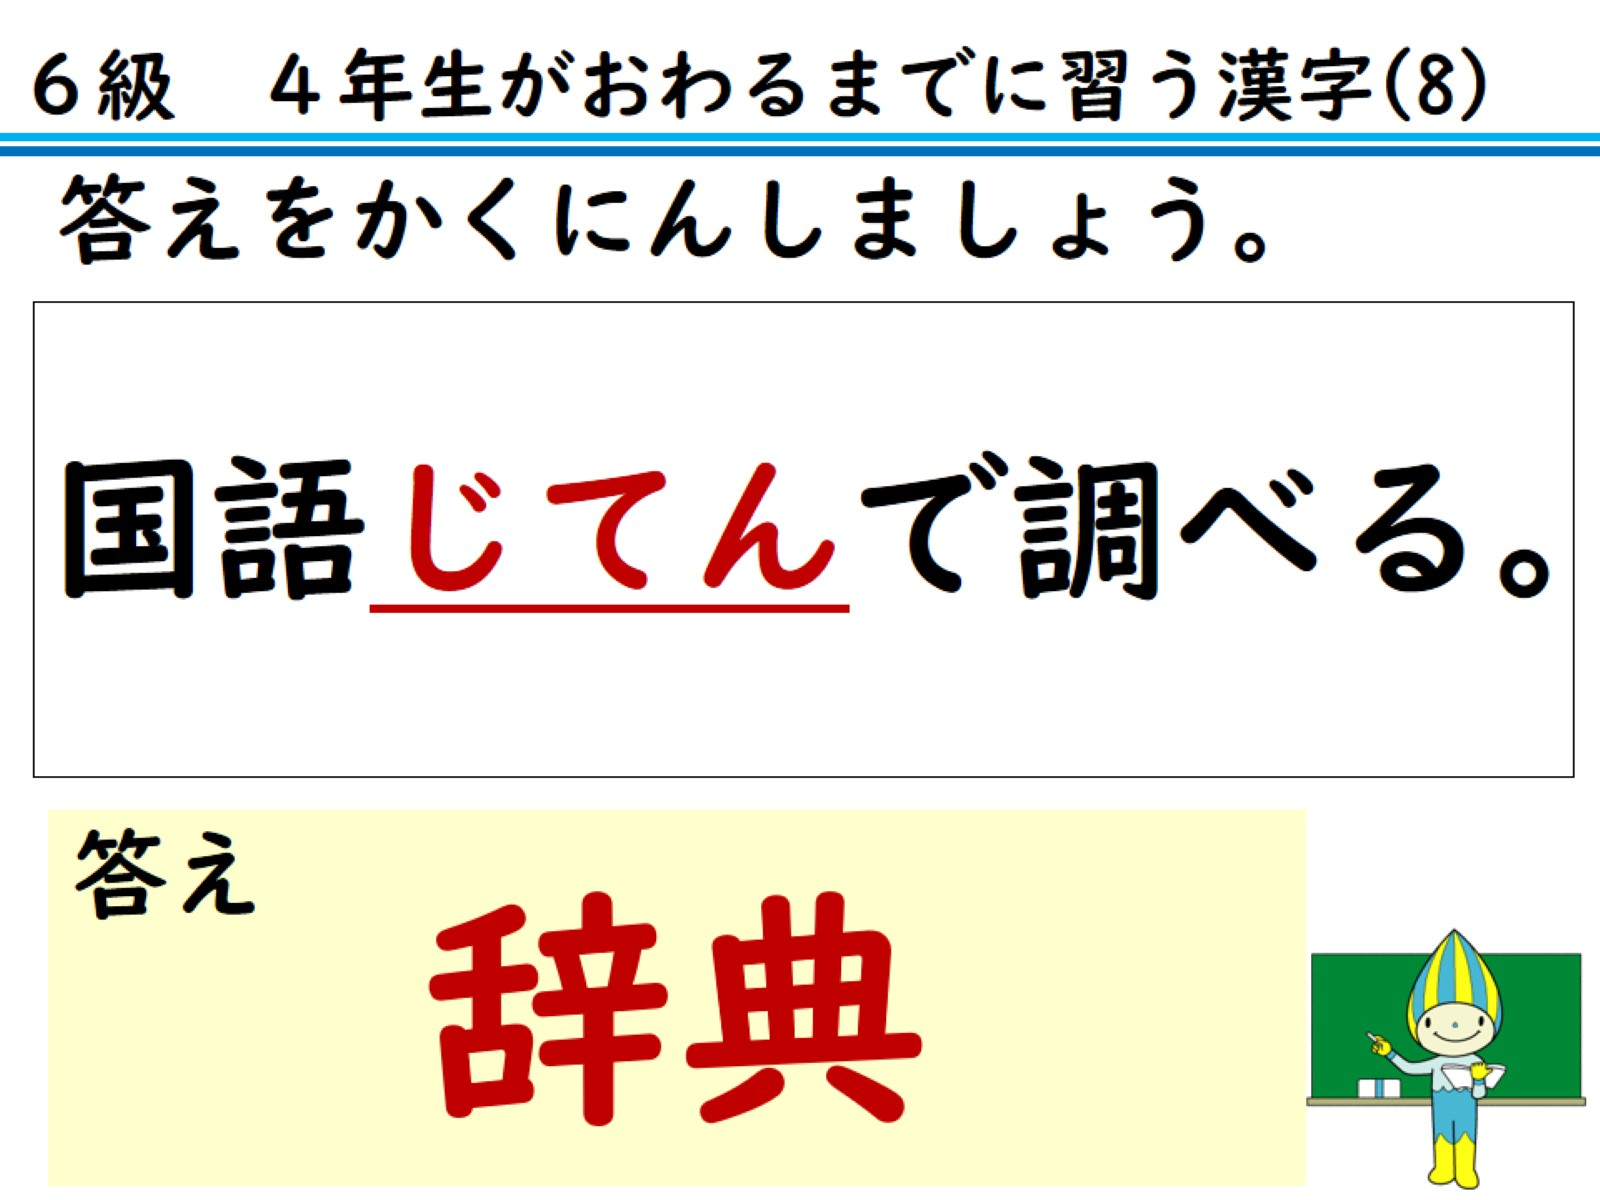 ６級　４年生がおわるまでに習う漢字(8)
答えをかくにんしましょう。
国語じてんで調べる。
答え
辞典